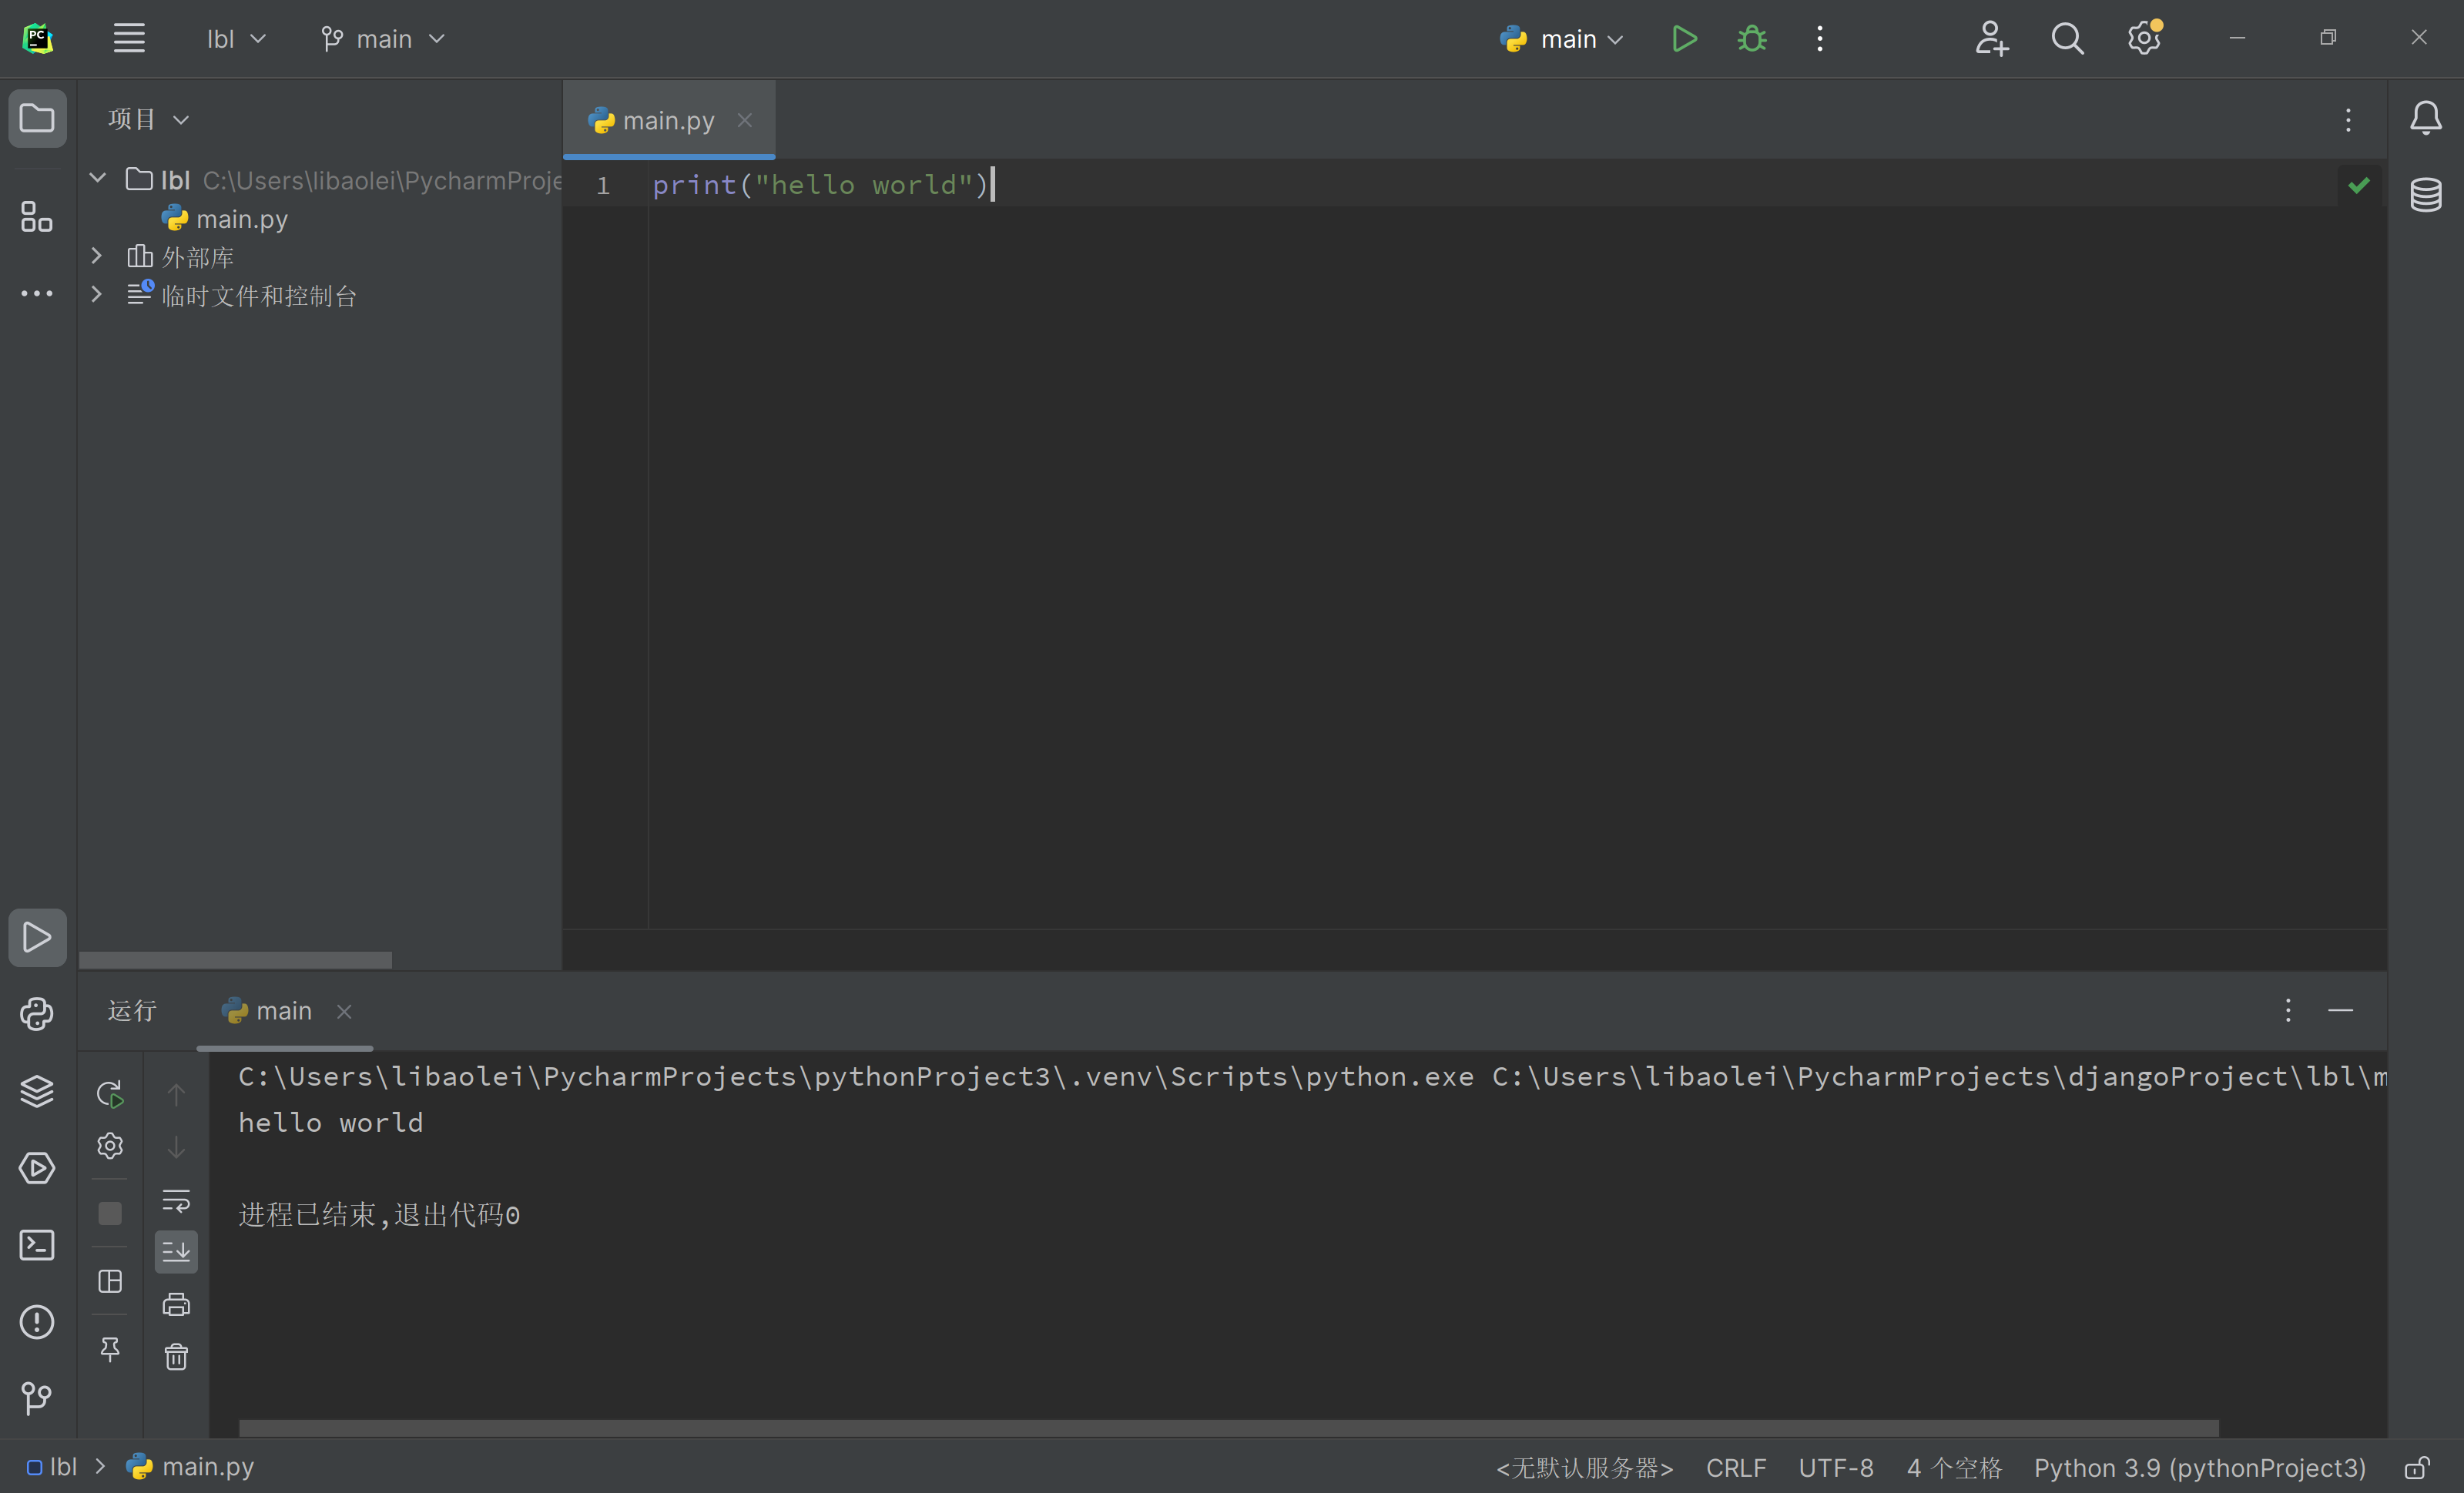 PC
lbl
main
main
项目
lbl C:\Users\libaolei\PycharmProje
main.py
外部库
临时文件和控制台
main.py
1 print("hello world")
运行
main
C:\Users\libaolei\PycharmProjects\pythonProject3\.venv\Scripts\python.exe C:\Users\libaolei\PycharmProjects\djangoProject\lbl\m
hello world
进程已结束,退出代码0
lbl
main.py
<无默认服务器>
CRLF
UTF-8
4 个空格
Python 3.9 (pythonProject3)